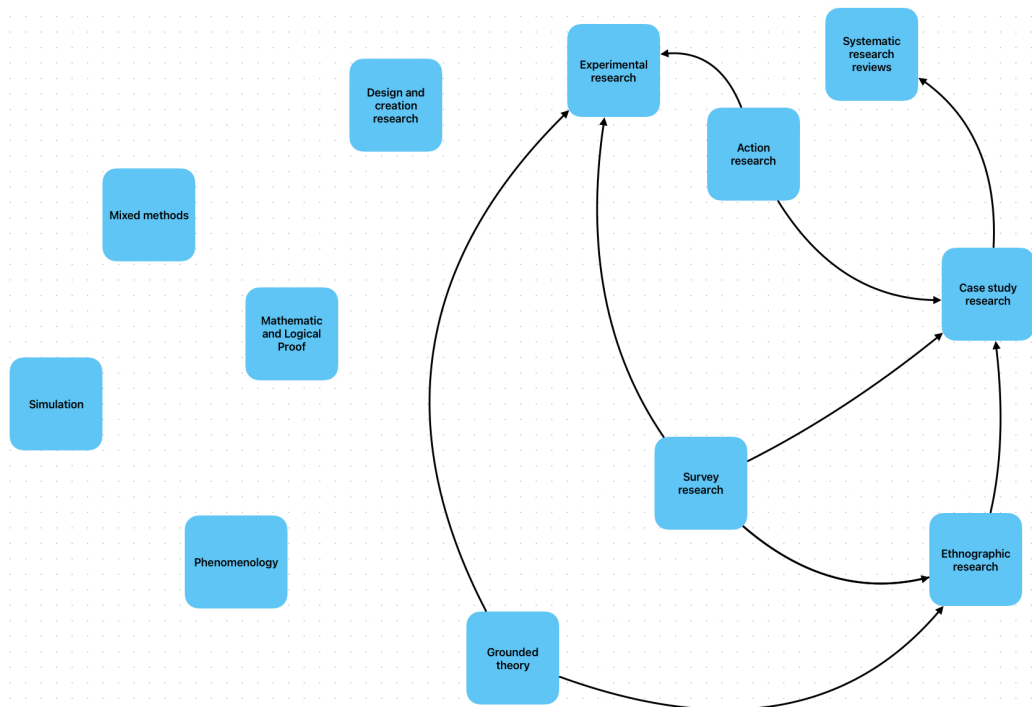 Systematic
research
reviews
Experimental
research
Design and
creation
research
Action
research
Mixed methods
Case study
research
Mathematic
and Logical
Proof
Simulation
Survey
research
Ethnographic
research
Phenomenology
Grounded
theory